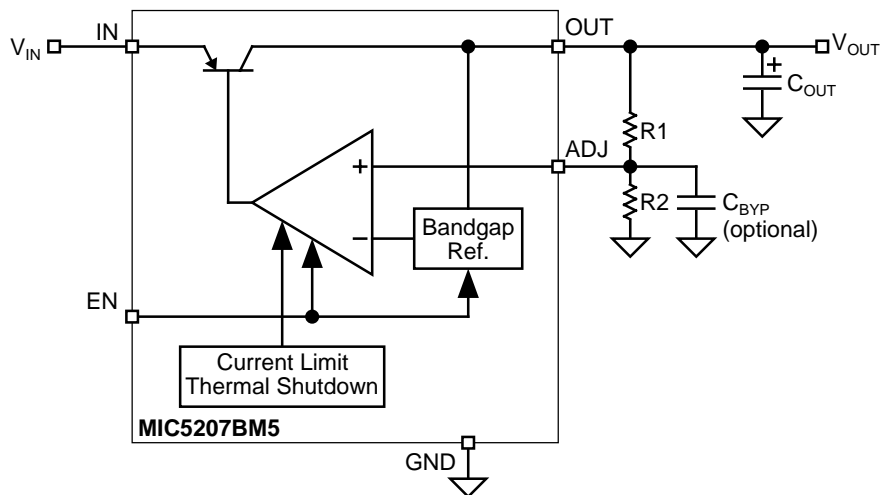 IN
OUT
V_IN
V_OUT
+
C_OUT
R1
ADJ
+
R2
C_BYP
(optional)
–
Bandgap
Ref.
EN
Current Limit
Thermal Shutdown
MIC5207BM5
GND